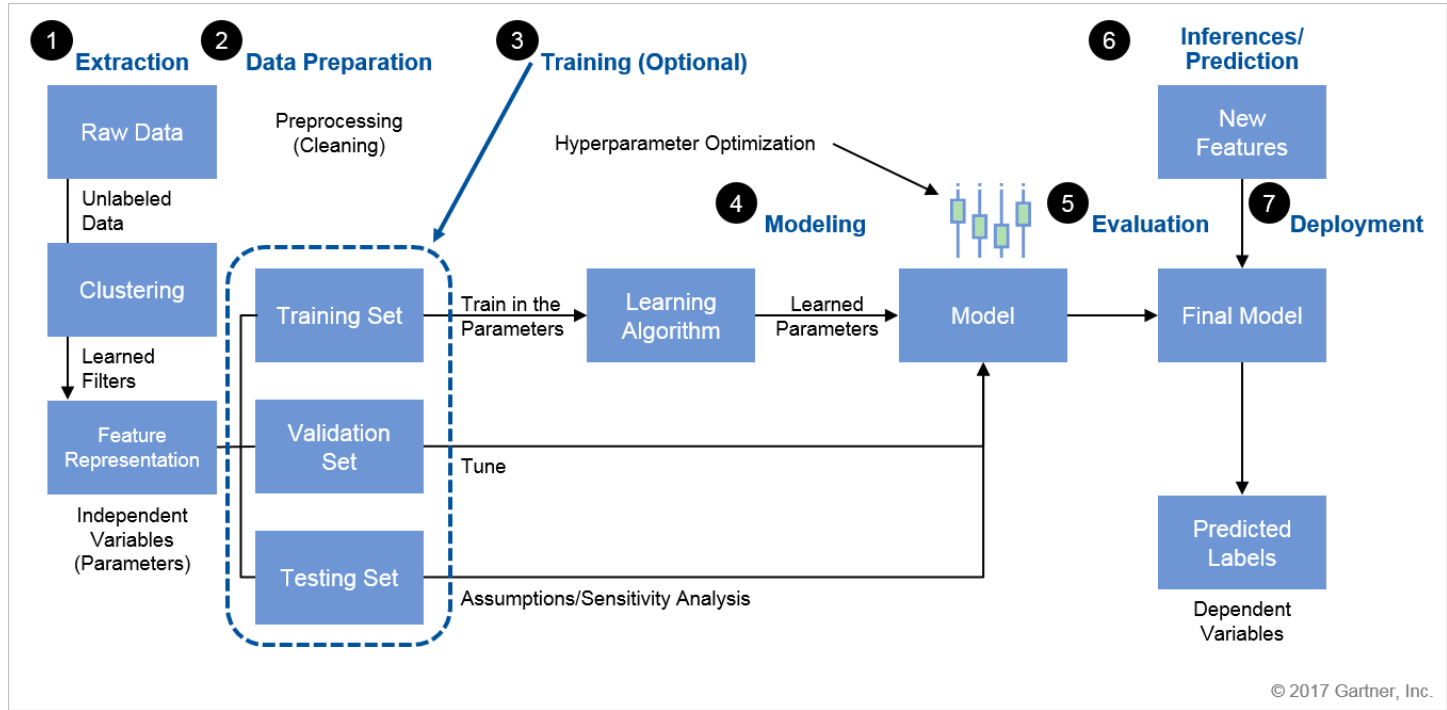 1
Extraction
Raw Data
Unlabeled
Data
Clustering
Learned
Filters
Feature
Representation
Independent
Variables
(Parameters)
2
Data Preparation
Preprocessing
(Cleaning)
3
Training (Optional)
Training Set
Validation
Set
Testing Set
Train in the
Parameters
Tune
Assumptions/Sensitivity Analysis
Hyperparameter Optimization
4
Modeling
Learning
Algorithm
Learned
Parameters
Model
5
Evaluation
6
Inferences/
Prediction
New
Features
7
Deployment
Final Model
Predicted
Labels
Dependent
Variables
© 2017 Gartner, Inc.